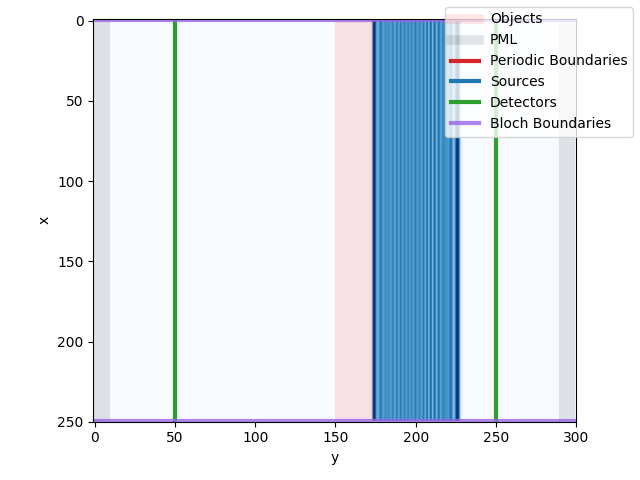 Objects
PML
Periodic Boundaries
Sources
Detectors
Bloch Boundaries
0
50
100
150
200
250
x
0
50
100
150
200
250
300
y